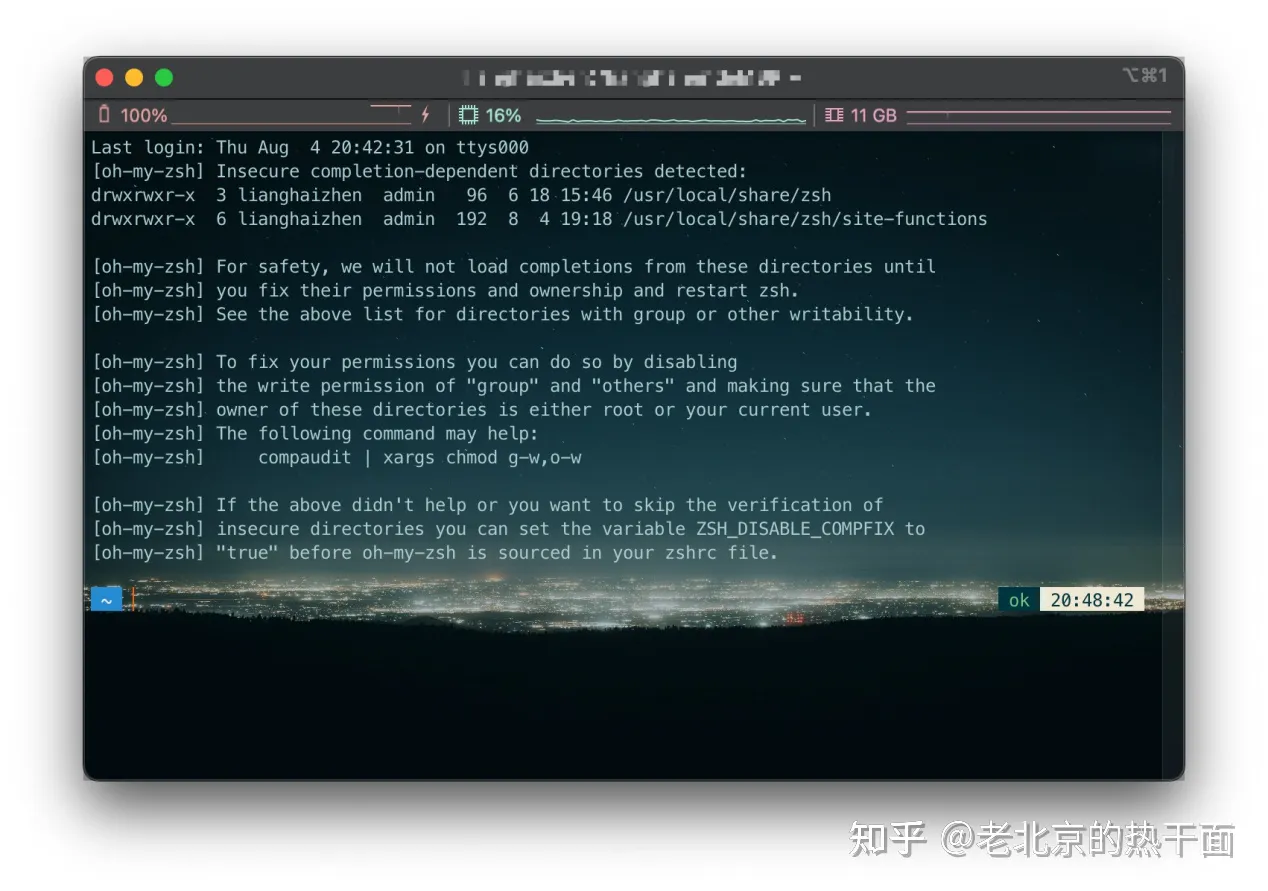 ⌥⌘1
100% 16% 11 GB
Last login: Thu Aug  4 20:42:31 on ttys000
[oh-my-zsh] Insecure completion-dependent directories detected:
drwxrwxr-x  3 lianghaizhen  admin   96  6 18 15:46 /usr/local/share/zsh
drwxrwxr-x  6 lianghaizhen  admin  192  8  4 19:18 /usr/local/share/zsh/site-functions
[oh-my-zsh] For safety, we will not load completions from these directories until
[oh-my-zsh] you fix their permissions and ownership and restart zsh.
[oh-my-zsh] See the above list for directories with group or other writability.
[oh-my-zsh] To fix your permissions you can do so by disabling
[oh-my-zsh] the write permission of "group" and "others" and making sure that the
[oh-my-zsh] owner of these directories is either root or your current user.
[oh-my-zsh] The following command may help:
[oh-my-zsh]     compaudit | xargs chmod g-w,o-w
[oh-my-zsh] If the above didn't help or you want to skip the verification of
[oh-my-zsh] insecure directories you can set the variable ZSH_DISABLE_COMPFIX to
[oh-my-zsh] "true" before oh-my-zsh is sourced in your zshrc file.
~ ok 20:48:42
知乎 @老北京的热干面